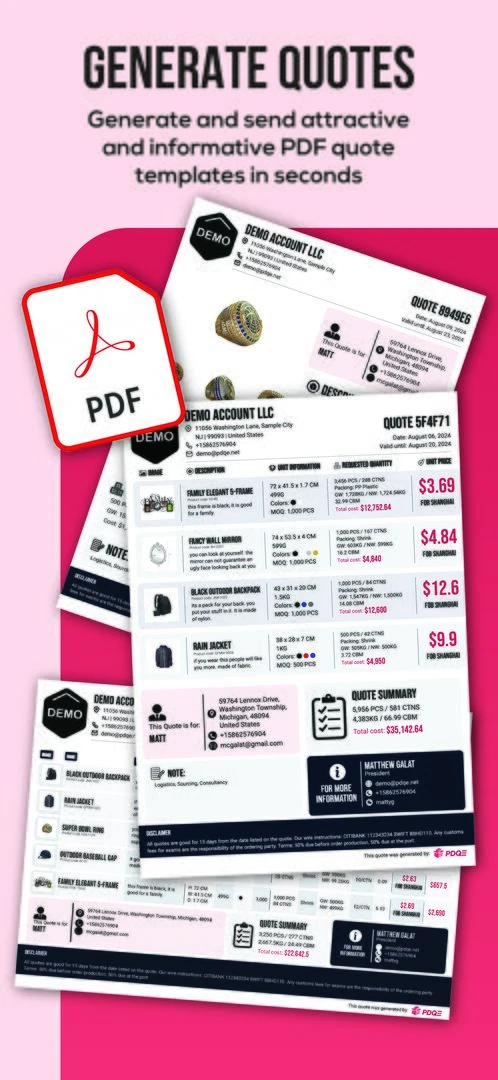 GENERATE QUOTES
Generate and send attractive
and informative PDF quote
templates in seconds
DEMO
DEMO ACCOUNT LLC
11056 Washington Lane, Sample City
NJ | 99093 | United States
+15862576904
demo@pdqe.net
QUOTE 8949E6
Date: August 09, 2024
Valid until: August 23, 2024
This Quote is for:
MATT
59764 Lennox Drive,
Washington Township,
Michigan, 48094
United States
+15862576904
mcgalat@gmail.com
PDF
DEMO
DEMO ACCOUNT LLC
11056 Washington Lane, Sample City
NJ | 99093 | United States
+15862576904
demo@pdqe.net
QUOTE 5F4F71
Date: August 06, 2024
Valid until: August 20, 2024
IMAGE
DESCRIPTION
UNIT INFORMATION
REQUESTED QUANTITY
UNIT PRICE
FAMILY ELEGANT 5-FRAME
this frame is black, it is good
for a family.
72 x 41.5 x 1.7 CM
499G
Colors:
MOQ: 1,000 PCS
3,456 PCS / 288 CTNS
Packing: PP Plastic
GW: 1,728KG / NW: 1,724.54KG
32.99 CBM
Total cost: $12,752.64
$3.69
FOB SHANGHAI
FANCY WALL MIRROR
you can look at yourself. the
mirror can not guarantee an
ugly face looking back at you
74 x 53.5 x 4 CM
599G
Colors:
MOQ: 1,000 PCS
1,000 PCS / 167 CTNS
Packing: Shrink
GW: 603KG / NW: 599KG
16.2 CBM
Total cost: $4,840
$4.84
FOB SHANGHAI
BLACK OUTDOOR BACKPACK
its a pack for your back. you
put your stuff in it. It is made
of nylon.
43 x 31 x 20 CM
1.5KG
Colors:
MOQ: 1,000 PCS
1,000 PCS / 84 CTNS
Packing: Shrink
GW: 1,547KG / NW: 1,500KG
14.08 CBM
Total cost: $12,600
$12.6
FOB SHANGHAI
RAIN JACKET
if you wear this people will like
you more. made of fabric.
38 x 28 x 7 CM
1KG
Colors:
MOQ: 500 PCS
500 PCS / 42 CTNS
Packing: Shrink
GW: 505KG / NW: 500KG
3.72 CBM
Total cost: $4,950
$9.9
FOB SHANGHAI
This Quote is for:
MATT
59764 Lennox Drive,
Washington Township,
Michigan, 48094
United States
+15862576904
mcgalat@gmail.com
QUOTE SUMMARY
5,956 PCS / 581 CTNS
4,383KG / 66.99 CBM
Total cost: $35,142.64
NOTE:
Logistics, Sourcing, Consultancy
FOR MORE
INFORMATION
MATTHEW GALAT
President
demo@pdqe.net
+15862576904
mattyg
DISCLAIMER
All quotes are good for 15 days from the date listed on the quote. Our wire instructions: CITIBANK 112343234 SWIFT BBHD110. Any customs
fees for exams are the responsibility of the ordering party. Terms: 50% due before order production, 50% due at the port
This quote was generated by: PDQE
NOTE
DISCLAIMER
DEMO
DEMO ACCO
BLACK OUTDOOR BACKPACK
RAIN JACKET
SUPER BOWL RING
OUTDOOR BASEBALL CAP
FAMILY ELEGANT 5-FRAME
this frame is black, it is
good for a family.
499G
1,000
$2.63
$657.5
$2.69
$2,690
This Quote is for:
MATT
59764 Lennox Drive, Washington Township, Michigan, 48094
United States
+15862576904
mcgalat@gmail.com
QUOTE SUMMARY
3,250 PCS / 277 CTNS
2,667.5KG / 24.49 CBM
Total cost: $22,642.5
FOR MORE
INFORMATION
MATTHEW GALAT
President
demo@pdqe.net
+15862576904
mattyg
DISCLAIMER
This quote was generated by: PDQE